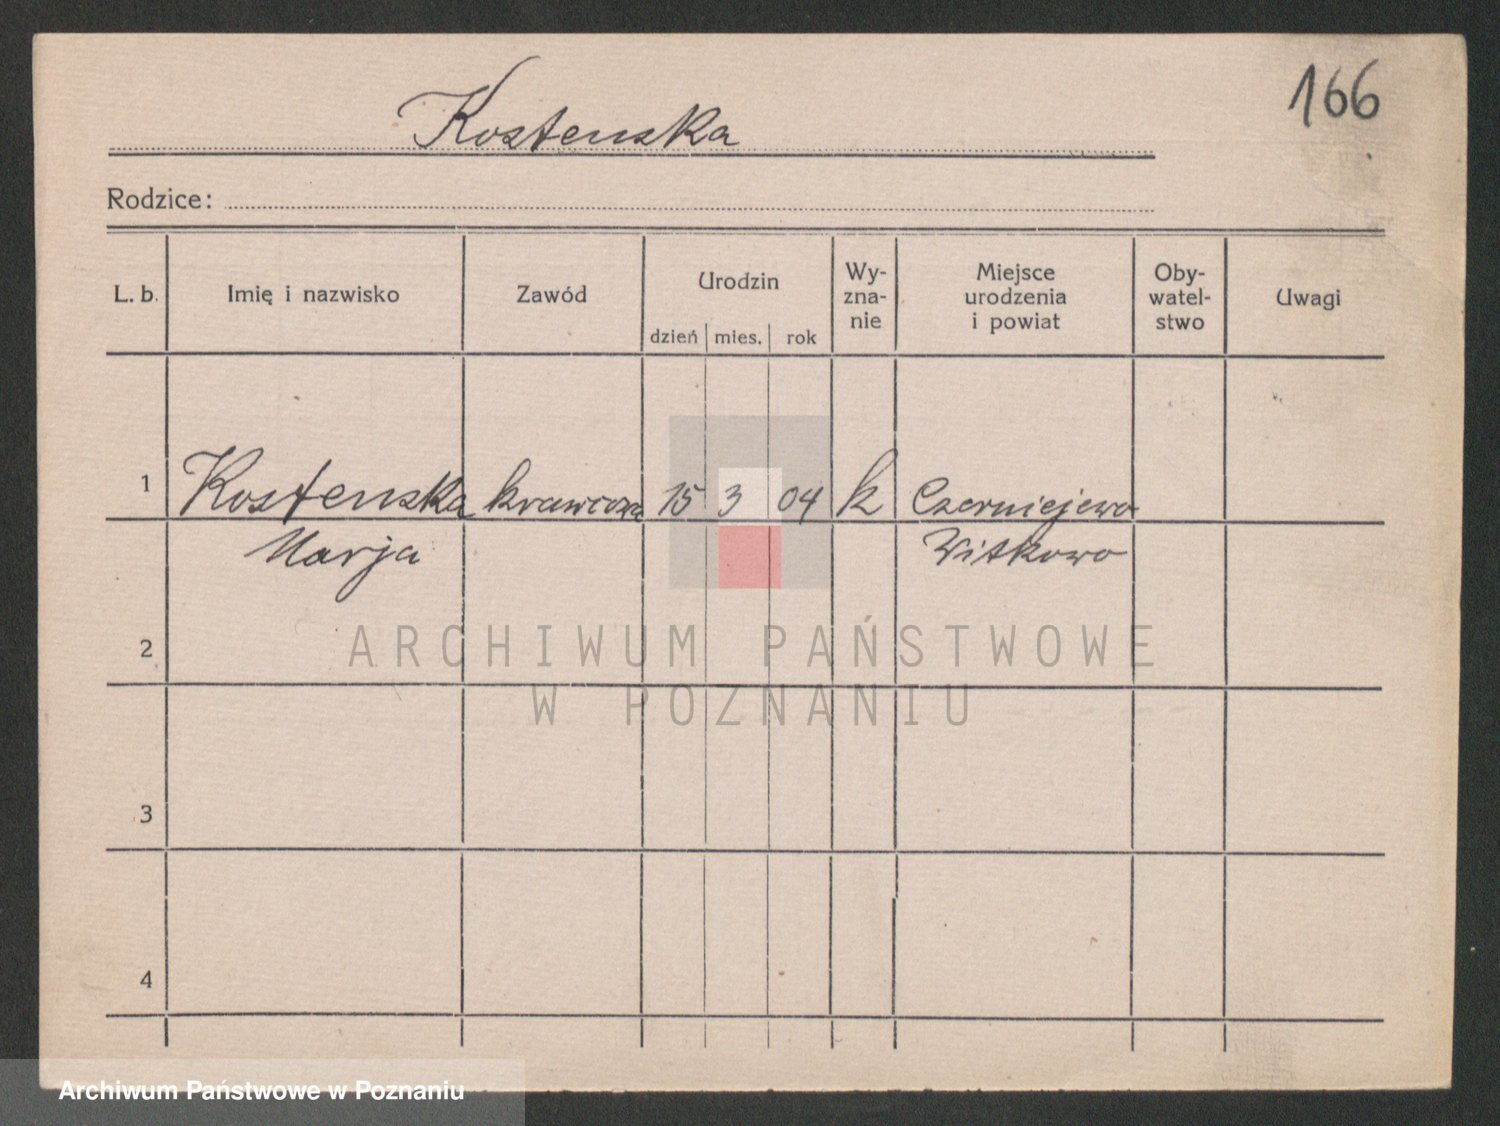 166
Kostenska
Rodzice:
L. b. Imię i nazwisko Zawód Urodzin dzień mies. rok Wy-zna-nie Miejsce urodzenia i powiat Oby-watel-stwo Uwagi
1 Kostenska krawcowa 15 3 04 k Czerniejewo
Marja Witkowo
2
ARCHIWUM PAŃSTWOWE
W POZNANIU
3
4
Archiwum Państwowe w Poznaniu